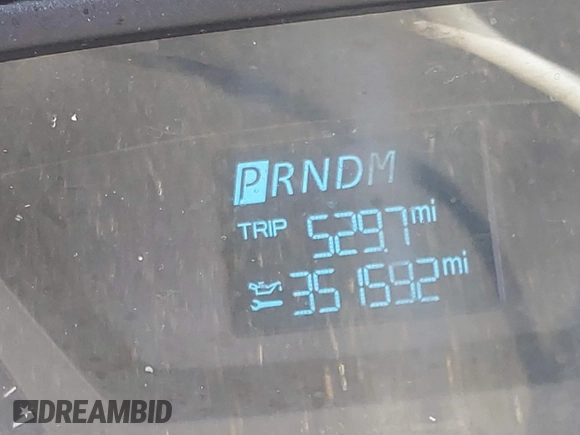 PRNDM
TRIP 529.7 mi
351592 mi
DREAMBID